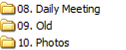 08. Daily Meeting
09. Old
10. Photos